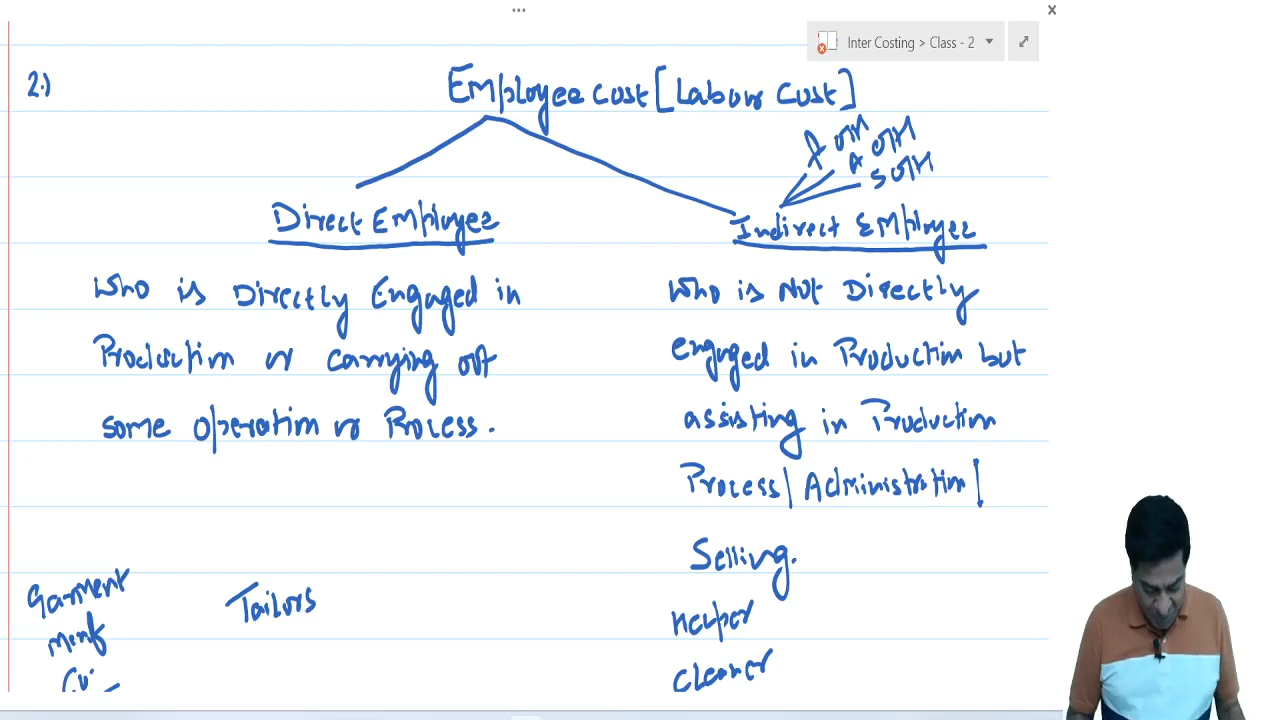 Inter Costing > Class - 2
2.)
Employee Cost [Labour Cost]
F OH
A OH
S OH
Direct Employee
Indirect Employee
Who is Directly Engaged in
Production or carrying out
some operation or Process.
Who is Not Directly
engaged in Production but
assisting in Production
Process/ Administration/
Selling.
Garment
Manf
Tailors
Helper
Cleaner